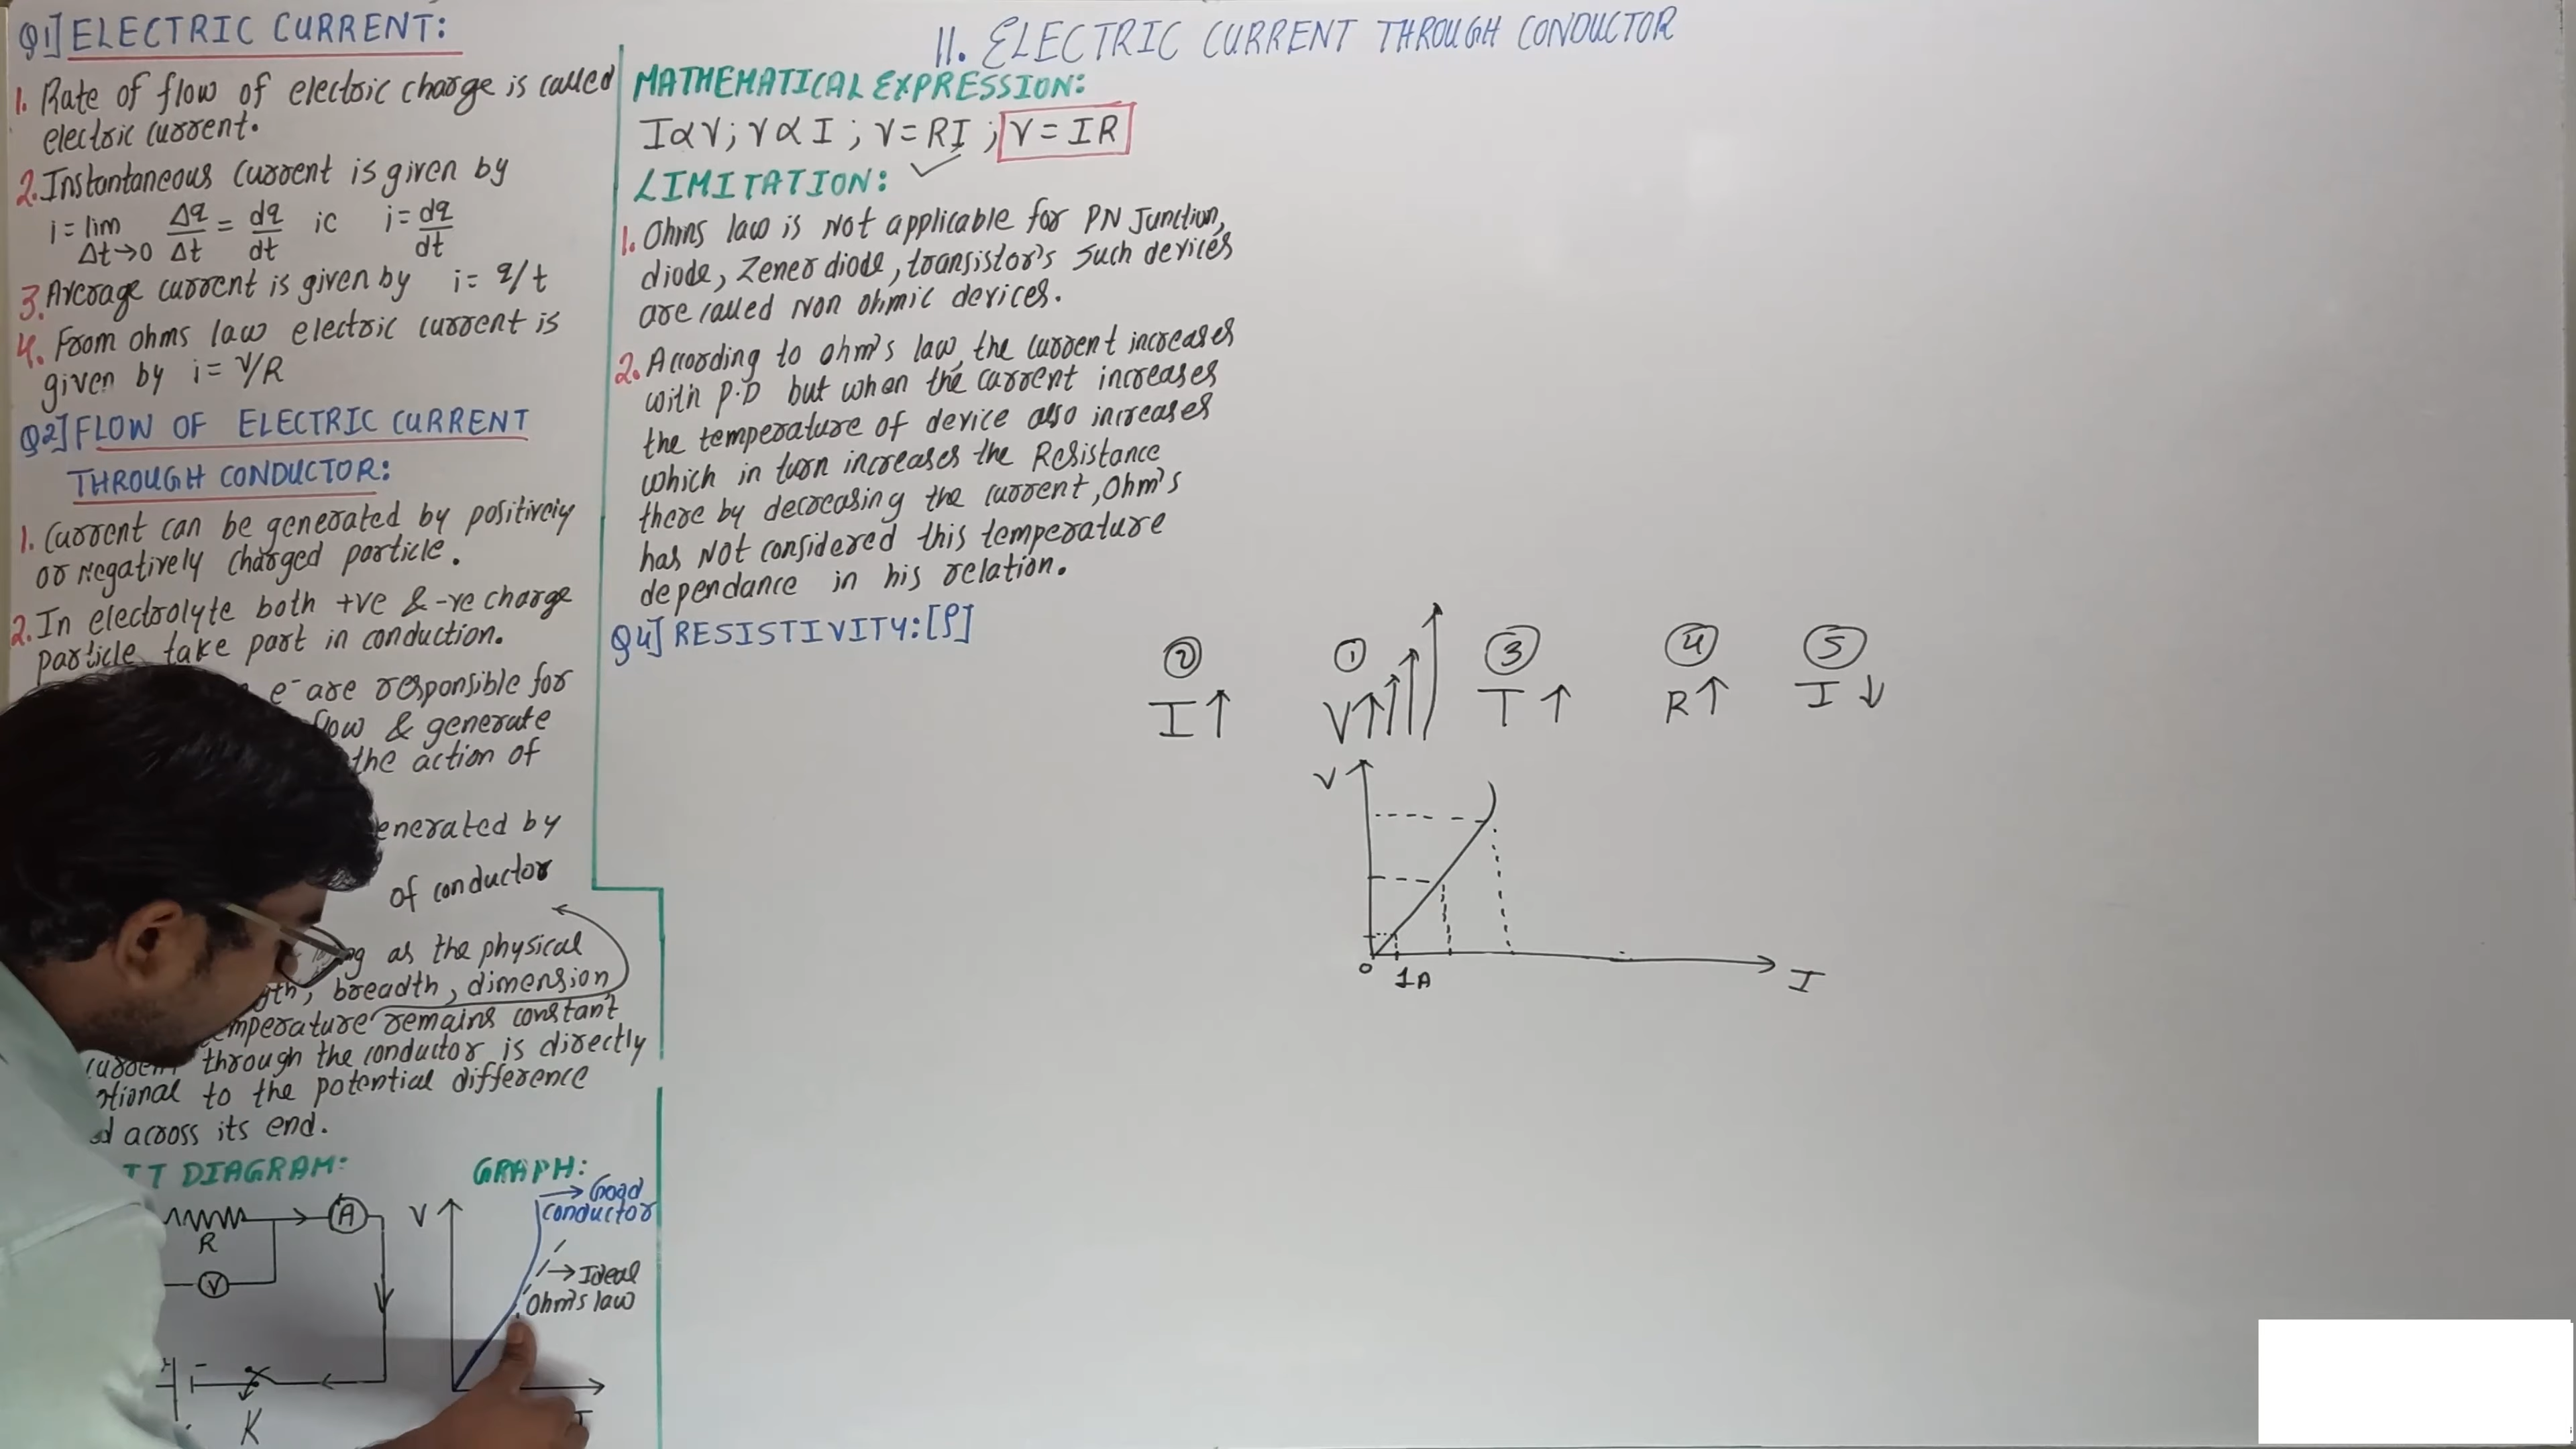 Q1] ELECTRIC CURRENT:
1. Rate of flow of electric charge is called
electric current.
2. Instantaneous current is given by
i = lim Δq/Δt = dq/dt ie i = dq/dt
Δt→0
3. Average current is given by i = q/t
4. From ohms law electric current is
given by i = V/R
Q2] FLOW OF ELECTRIC CURRENT
THROUGH CONDUCTOR:
1. Current can be generated by positively
or Negatively charged particle.
2. In electrolyte both +ve & -ve charge
particle take part in conduction.
e⁻ are responsible for
flow & generate
the action of
enerated by
of conductor
as the physical
gth, breadth, dimension
mperature remains constant
current through the conductor is directly
otional to the potential difference
ed across its end.
IT DIAGRAM:
R
A
V
K
GRAPH:
V
→ Good
conductor
→ Ideal
Ohm's law
I
11. ELECTRIC CURRENT THROUGH CONDUCTOR
MATHEMATICAL EXPRESSION:
I∝V; V∝I ; V=RI ; V = IR
LIMITATION:
1. Ohms law is Not applicable for PN Junction,
diode, Zener diode, transistor's such devices
are called Non ohmic devices.
2. According to ohm's law, the current increases
with P.D but when the current increases
the temperature of device also increases
which in turn increases the Resistance
there by decreasing the current, Ohm's
has Not considered this temperature
dependance in his relation.
Q4] RESISTIVITY:[ρ]
② ① ③ ④ ⑤
I↑ V↑ T↑ R↑ I↓
V
0 1A I